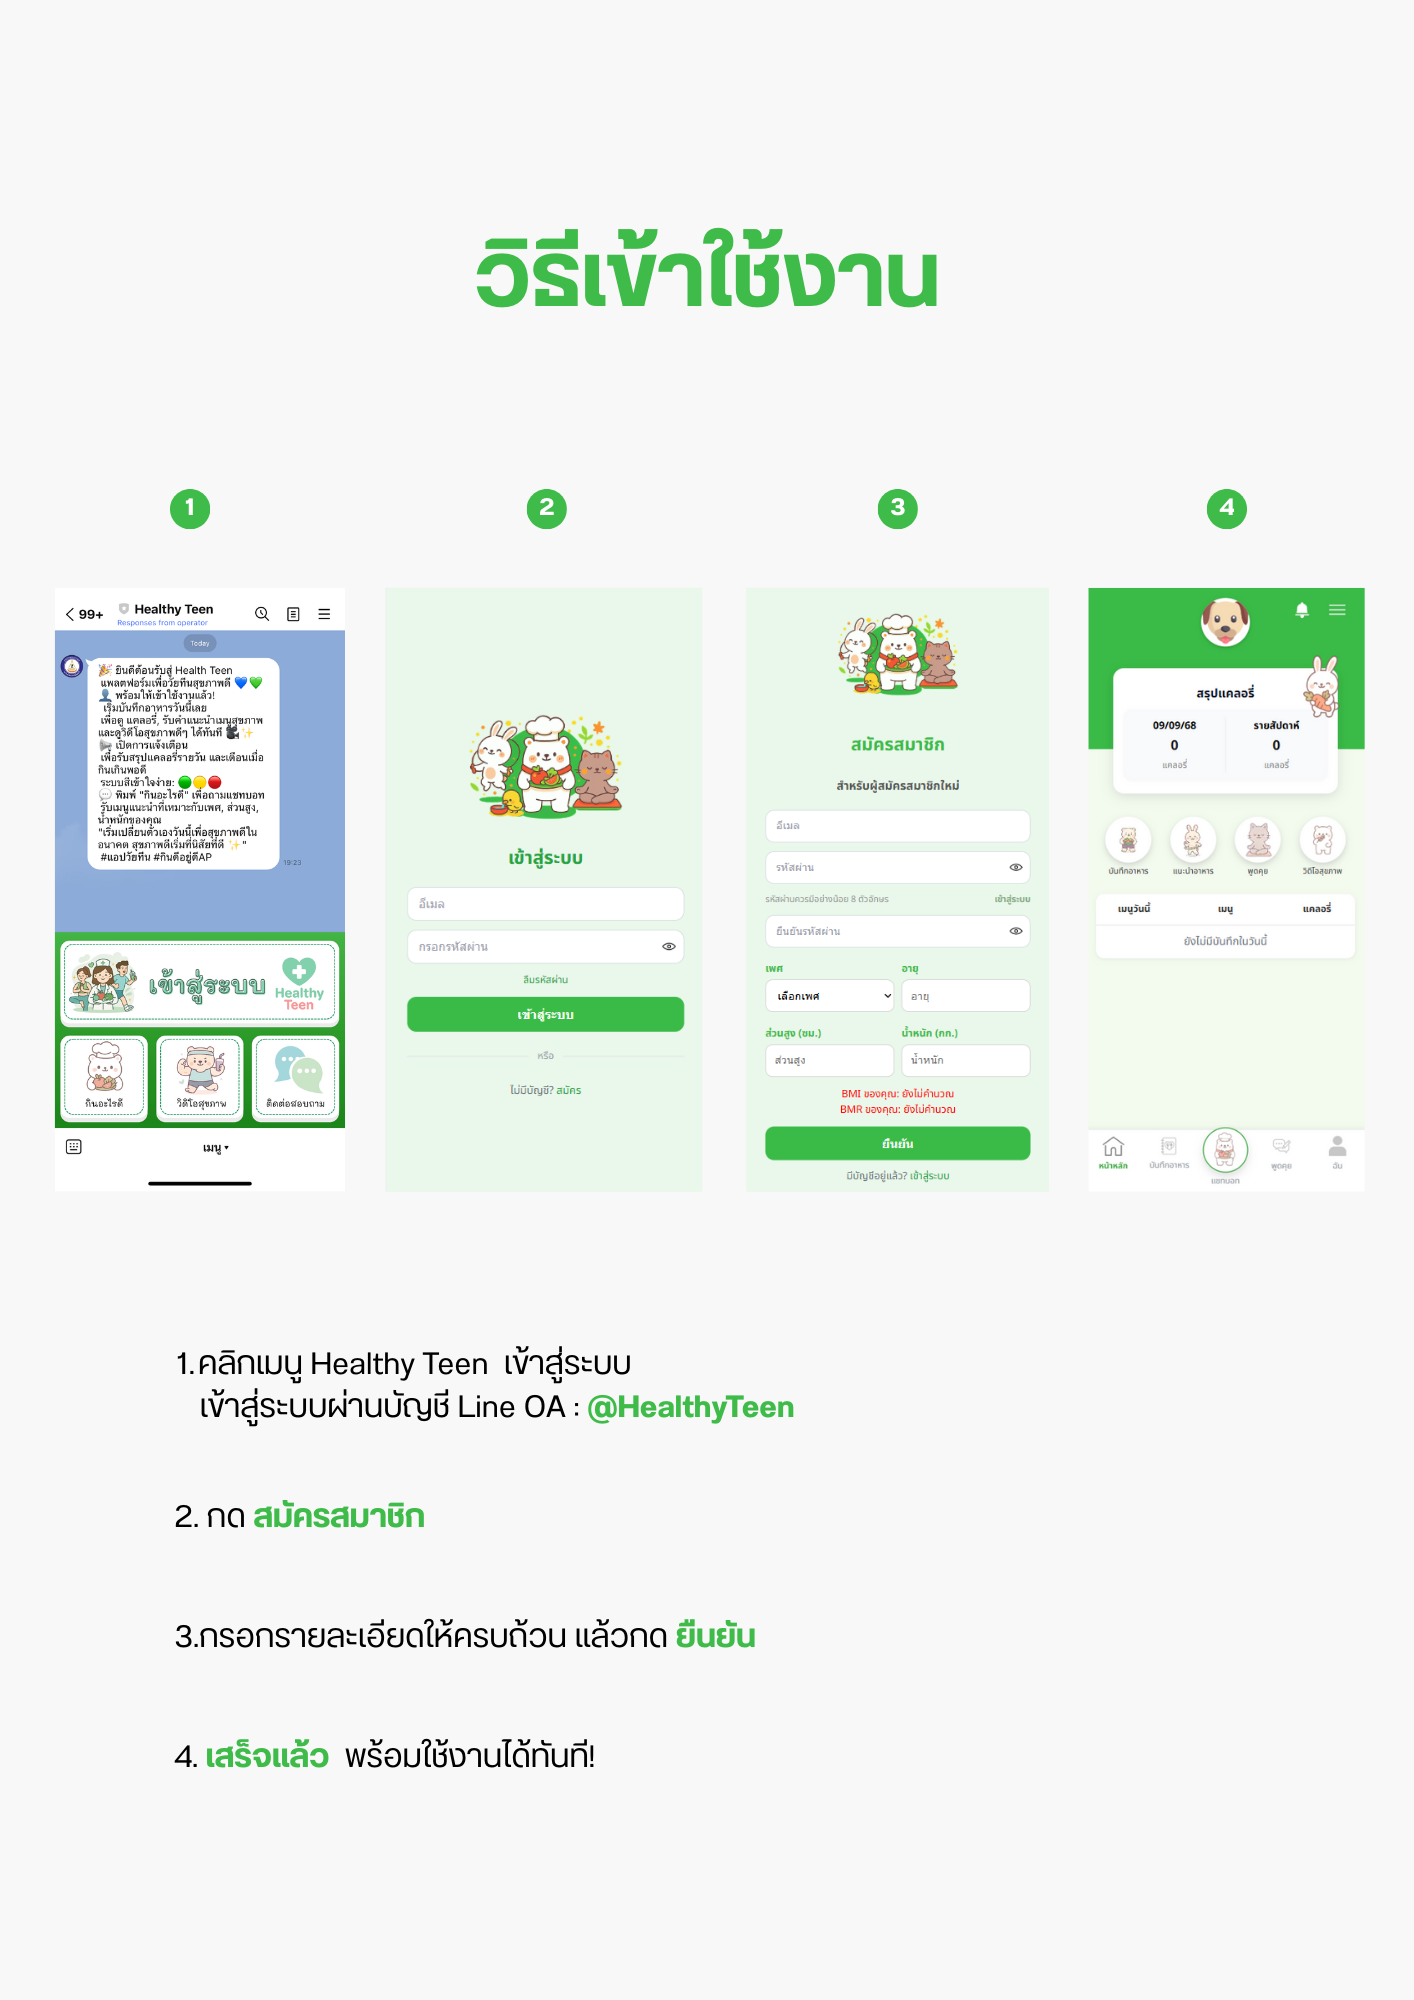 วิธีเข้าใช้งาน
1
2
3
4
99+
Healthy Teen
Responses from operator
Today
🎉 ยินดีต้อนรับสู่ Health Teen
แพลตฟอร์มเพื่อวัยทีนสุขภาพดี 💙💚
👤 พร้อมให้เข้าใช้งานแล้ว!
เริ่มบันทึกอาหารวันนี้เลย
เพื่อดู แคลอรี่, รับคำแนะนำเมนูสุขภาพ
และดูวิดีโอสุขภาพดีๆ ได้ทันที 🎥✨
📢 เปิดการแจ้งเตือน
เพื่อรับสรุปแคลอรี่รายวัน และเตือนเมื่อ
กินเกินพอดี
ระบบสีเข้าใจง่าย: 🟢🟡🔴
💬 พิมพ์ "กินอะไรดี" เพื่อถามแชทบอท
รับเมนูแนะนำที่เหมาะกับเพศ, ส่วนสูง,
น้ำหนักของคุณ
"เริ่มเปลี่ยนตัวเองวันนี้เพื่อสุขภาพดีใน
อนาคต สุขภาพดีเริ่มที่นิสัยที่ดี ✨"
#แอปวัยทีน #กินดีอยู่ดีAP
19:23
เข้าสู่ระบบ
Healthy
Teen
กินอะไรดี
วิดีโอสุขภาพ
ติดต่อสอบถาม
เมนู ▾
เข้าสู่ระบบ
อีเมล
กรอกรหัสผ่าน
ลืมรหัสผ่าน
เข้าสู่ระบบ
หรือ
ไม่มีบัญชี? สมัคร
สมัครสมาชิก
สำหรับผู้สมัครสมาชิกใหม่
อีเมล
รหัสผ่าน
รหัสผ่านควรมีอย่างน้อย 8 ตัวอักษร
เข้าสู่ระบบ
ยืนยันรหัสผ่าน
เพศ
อายุ
เลือกเพศ
อายุ
ส่วนสูง (ซม.)
น้ำหนัก (กก.)
ส่วนสูง
น้ำหนัก
BMI ของคุณ: ยังไม่คำนวณ
BMR ของคุณ: ยังไม่คำนวณ
ยืนยัน
มีบัญชีอยู่แล้ว? เข้าสู่ระบบ
สรุปแคลอรี่
09/09/68
รายสัปดาห์
0
0
แคลอรี่
แคลอรี่
บันทึกอาหาร
แนะนำอาหาร
พูดคุย
วิดีโอสุขภาพ
เมนูวันนี้
เมนู
แคลอรี่
ยังไม่มีบันทึกในวันนี้
หน้าหลัก
บันทึกอาหาร
แชทบอท
พูดคุย
ฉัน
1. คลิกเมนู Healthy Teen เข้าสู่ระบบ
เข้าสู่ระบบผ่านบัญชี Line OA : @HealthyTeen
2. กด สมัครสมาชิก
3.กรอกรายละเอียดให้ครบถ้วน แล้วกด ยืนยัน
4. เสร็จแล้ว พร้อมใช้งานได้ทันที!